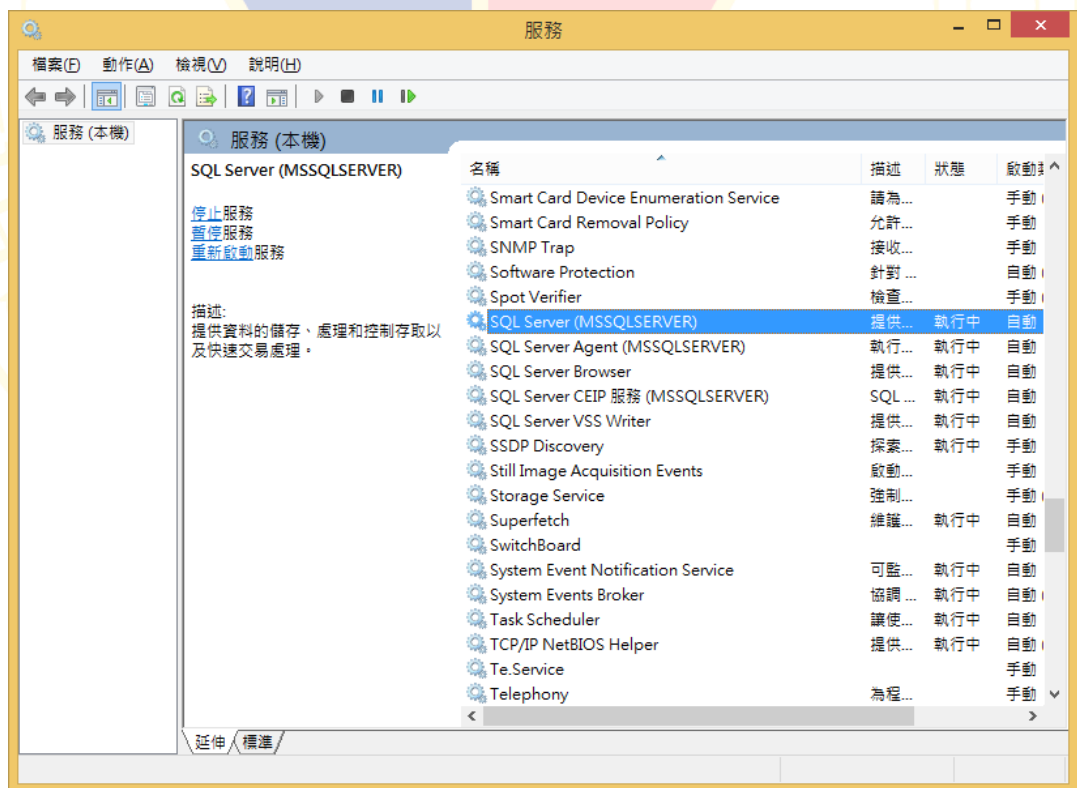 服務
檔案(F) 動作(A) 檢視(V) 說明(H)
服務 (本機)
服務 (本機)
SQL Server (MSSQLSERVER)
停止服務
暫停服務
重新啟動服務
描述:
提供資料的儲存、處理和控制存取以
及快速交易處理。
名稱 描述 狀態 啟動類
Smart Card Device Enumeration Service 請為... 手動 (
Smart Card Removal Policy 允許... 手動
SNMP Trap 接收... 手動
Software Protection 針對 ... 自動 (
Spot Verifier 檢查... 手動 (
SQL Server (MSSQLSERVER) 提供... 執行中 自動
SQL Server Agent (MSSQLSERVER) 執行... 執行中 自動
SQL Server Browser 提供... 執行中 自動
SQL Server CEIP 服務 (MSSQLSERVER) SQL ... 執行中 自動
SQL Server VSS Writer 提供... 執行中 自動
SSDP Discovery 探索... 執行中 手動
Still Image Acquisition Events 啟動... 手動
Storage Service 強制... 手動 (
Superfetch 維護... 執行中 自動
SwitchBoard 手動
System Event Notification Service 可監... 執行中 自動
System Events Broker 協調 ... 執行中 自動 (
Task Scheduler 讓使... 執行中 自動
TCP/IP NetBIOS Helper 提供... 執行中 自動 (
Te.Service 手動
Telephony 為程... 手動
延伸 標準